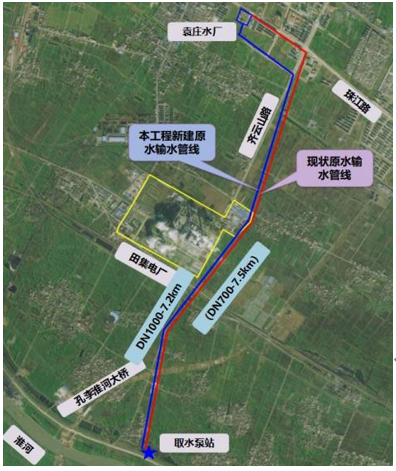 袁庄水厂
珠江路
齐云山路
本工程新建原
水输水管线
现状原水输
水管线
田集电厂
DN1000-7.2km
(DN700-7.5km)
孔李淮河大桥
淮河
取水泵站